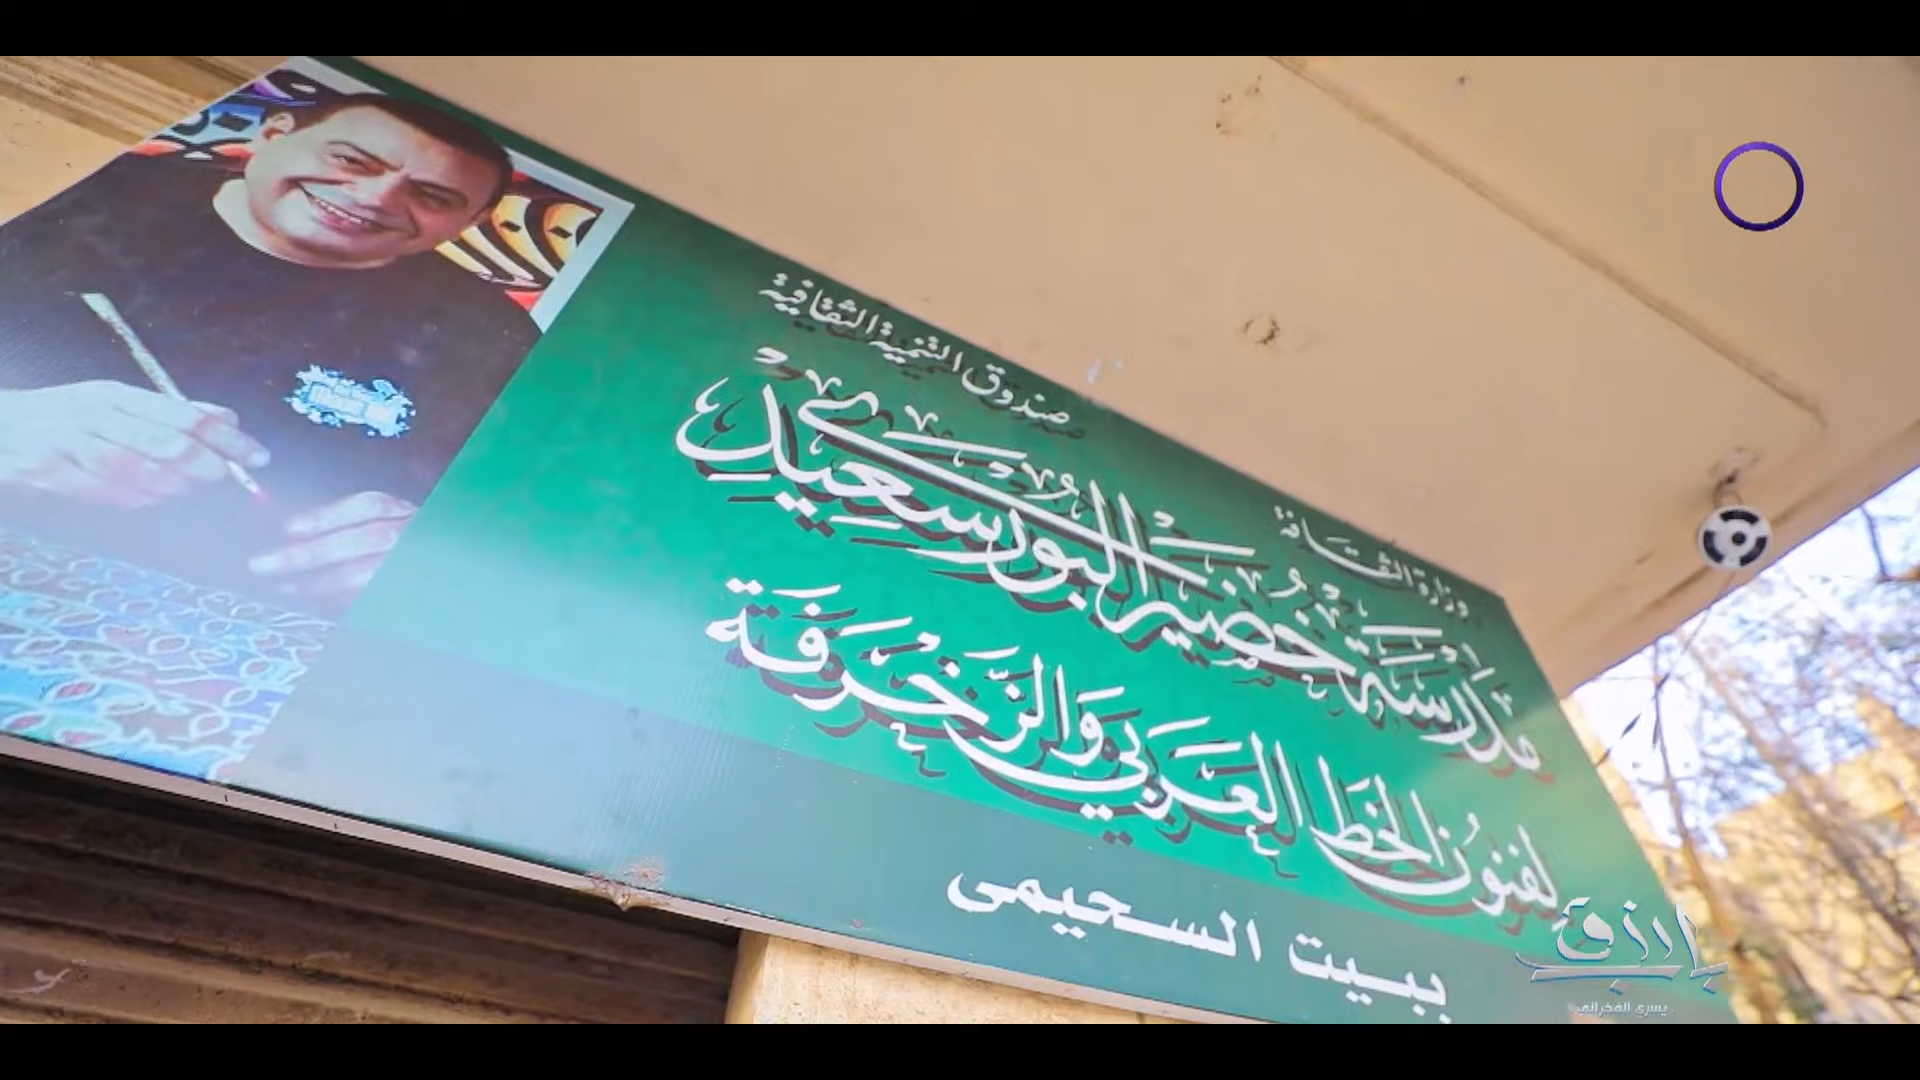 وزارة الثقافة
صندوق التنمية الثقافية
مدرسة خضير البورسعيدي
لفنون الخط العربي والزخرفة
ببيت السحيمى
يسري الفخراني